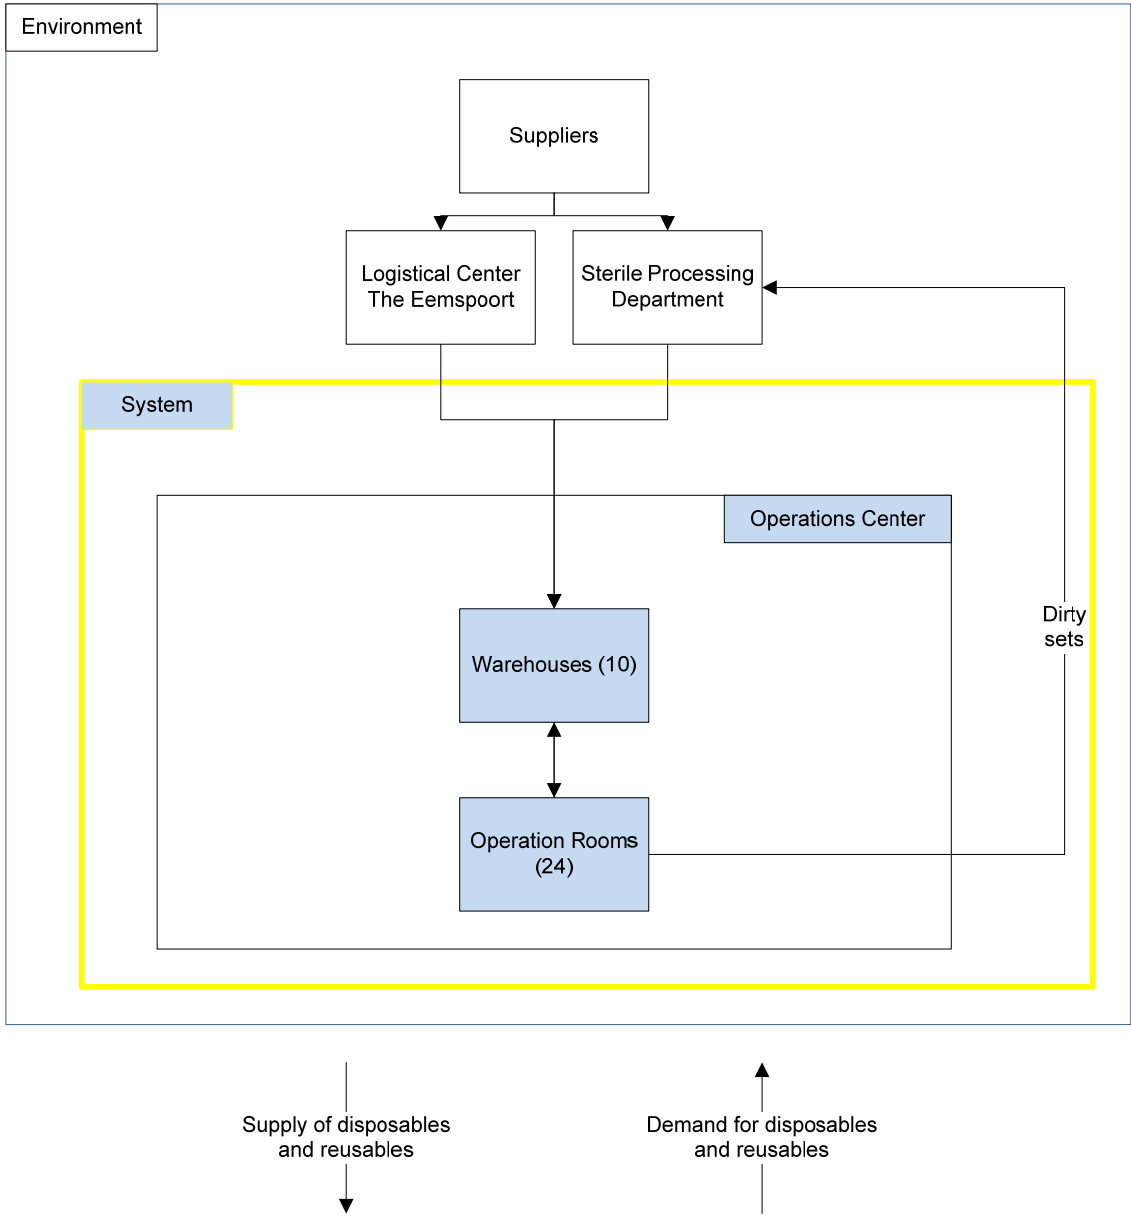 Environment
Suppliers
Logistical Center
The Eemspoort
Sterile Processing
Department
System
Operations Center
Dirty
sets
Warehouses (10)
Operation Rooms
(24)
Supply of disposables
and reusables
Demand for disposables
and reusables